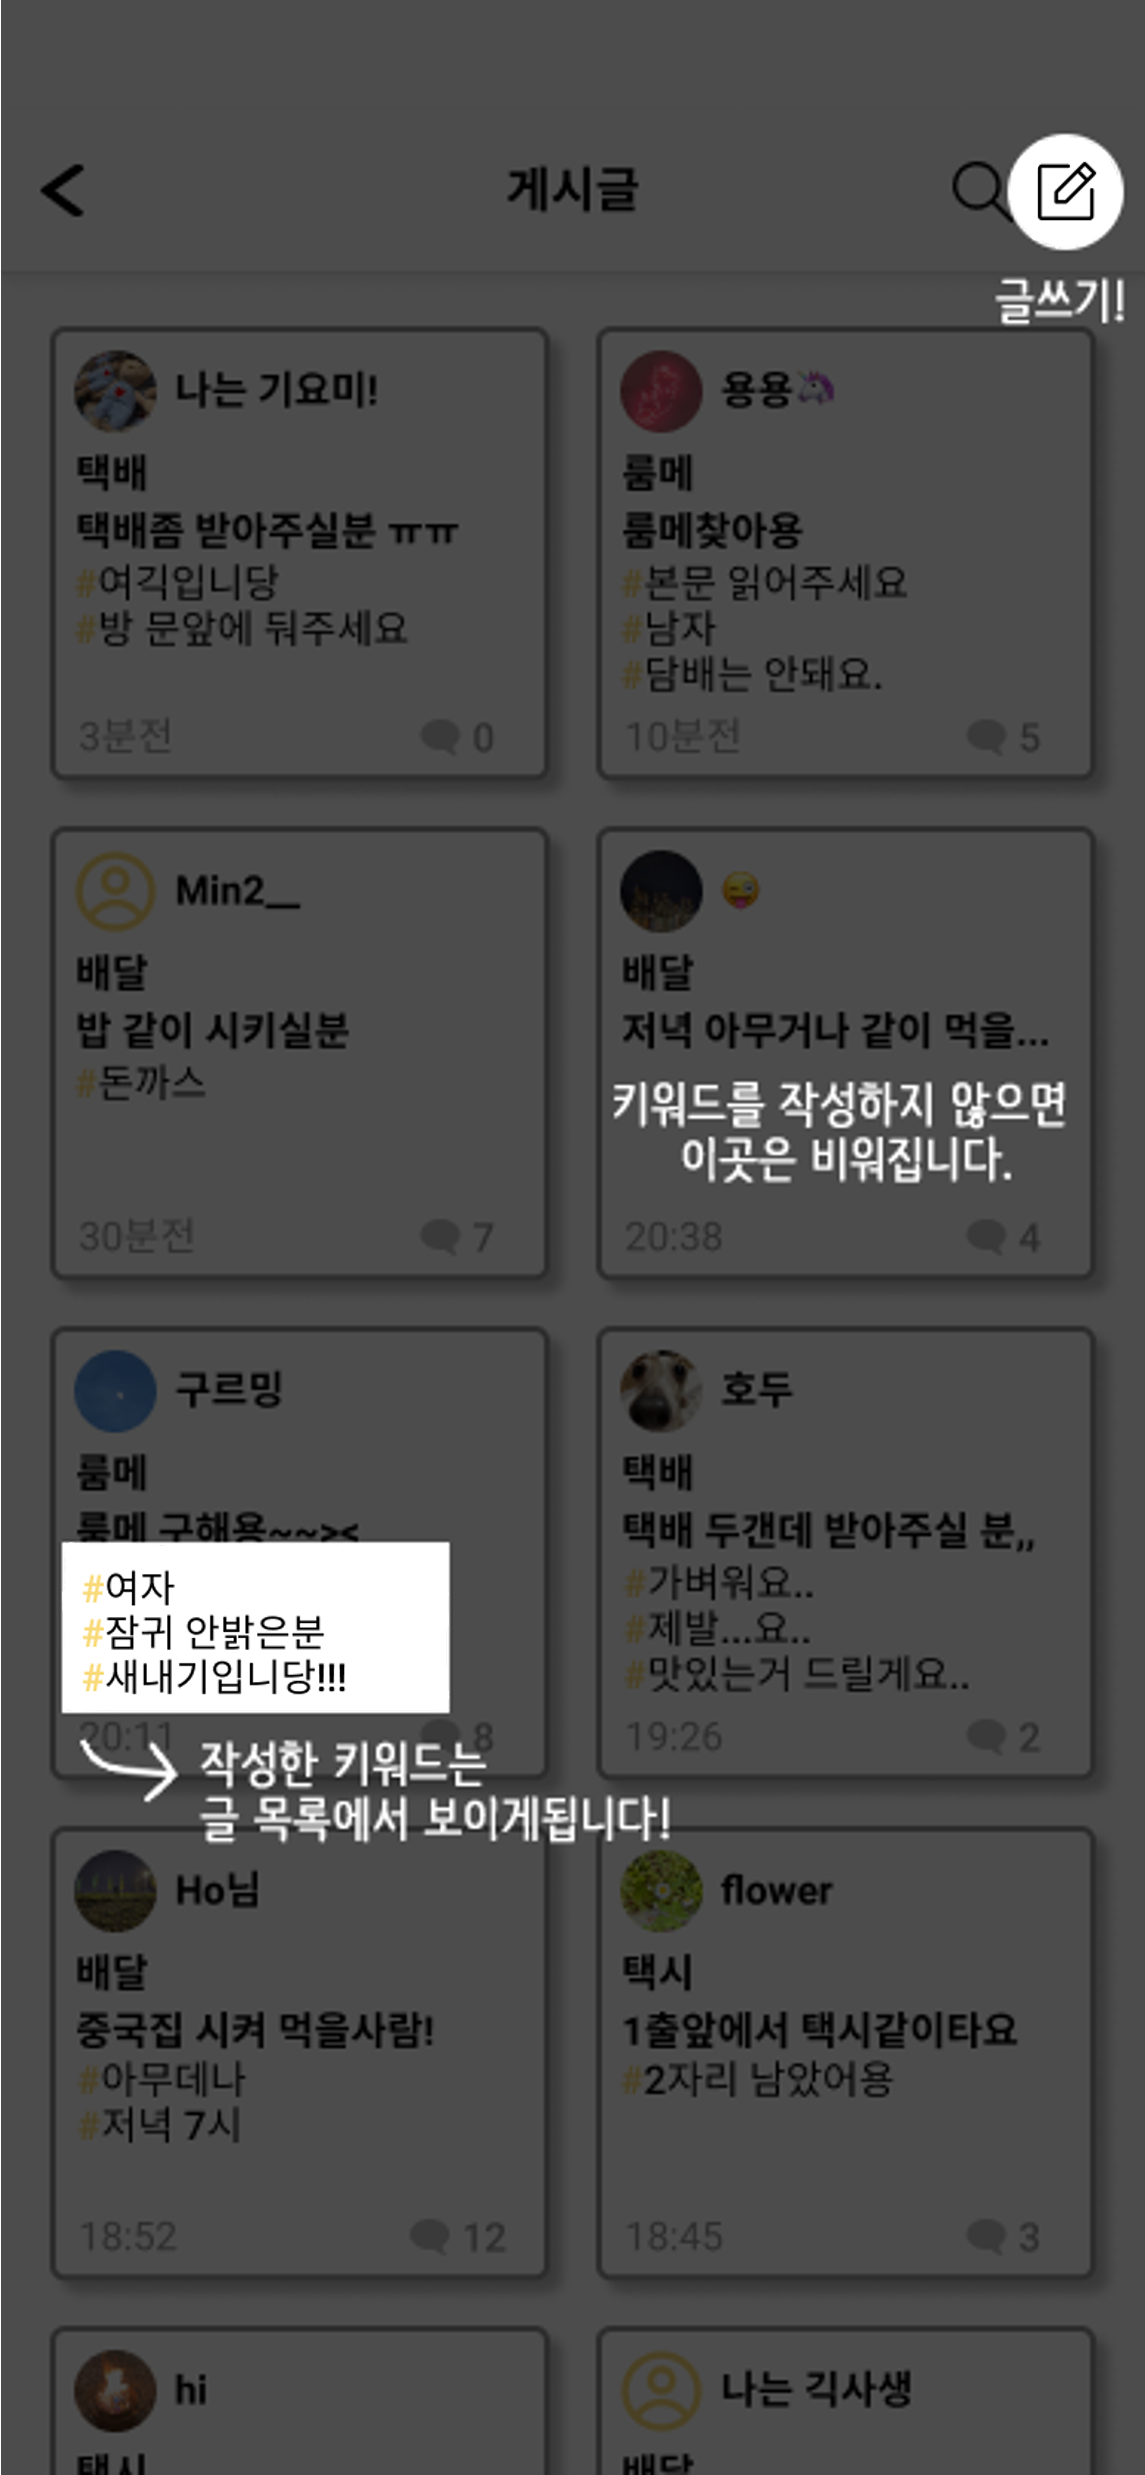 게시글
글쓰기!
나는 기요미!
택배
택배좀 받아주실분 ㅠㅠ
#여긱입니당
#방 문앞에 둬주세요
3분전
0
용용🦄
룸메
룸메찾아용
#본문 읽어주세요
#남자
#담배는 안돼요.
10분전
5
Min2__
배달
밥 같이 시키실분
#돈까스
30분전
7
😜
배달
저녁 아무거나 같이 먹을...
키워드를 작성하지 않으면
이곳은 비워집니다.
20:38
4
구르밍
룸메
룸메 구해용~~><
#여자
#잠귀 안밝은분
#새내기입니당!!!
20:11
8
작성한 키워드는
글 목록에서 보이게됩니다!
호두
택배
택배 두갠데 받아주실 분,,
#가벼워요..
#제발...요..
#맛있는거 드릴게요..
19:26
2
Ho님
배달
중국집 시켜 먹을사람!
#아무데나
#저녁 7시
18:52
12
flower
택시
1출앞에서 택시같이타요
#2자리 남았어용
18:45
3
hi
택시
나는 긱사생
배달